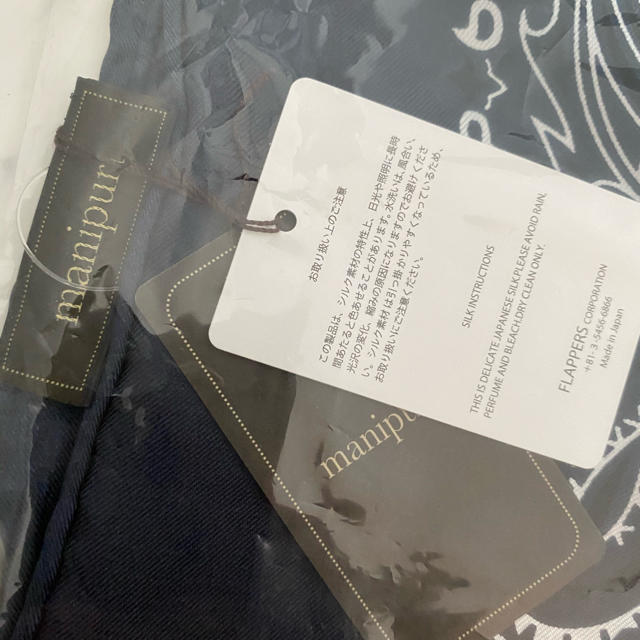 manipuri
お取り扱い上のご注意
この製品は、シルク素材の特性上、日光や照明に長時
間あたると色あせることがあります。水洗いは、風合い、
光沢の変化、縮みの原因になりますのでお避けくださ
い。シルク素材はひっ掛かりやすくなっているため、
お取り扱いにご注意ください。
SILK INSTRUCTIONS
THIS IS DELICATE JAPANESE SILK.PLEASE AVOID RAIN,
PERFUME AND BLEACH.DRY CLEAN ONLY.
FLAPPERS CORPORATION
+81-3-5456-6866
Made in Japan
manipuri